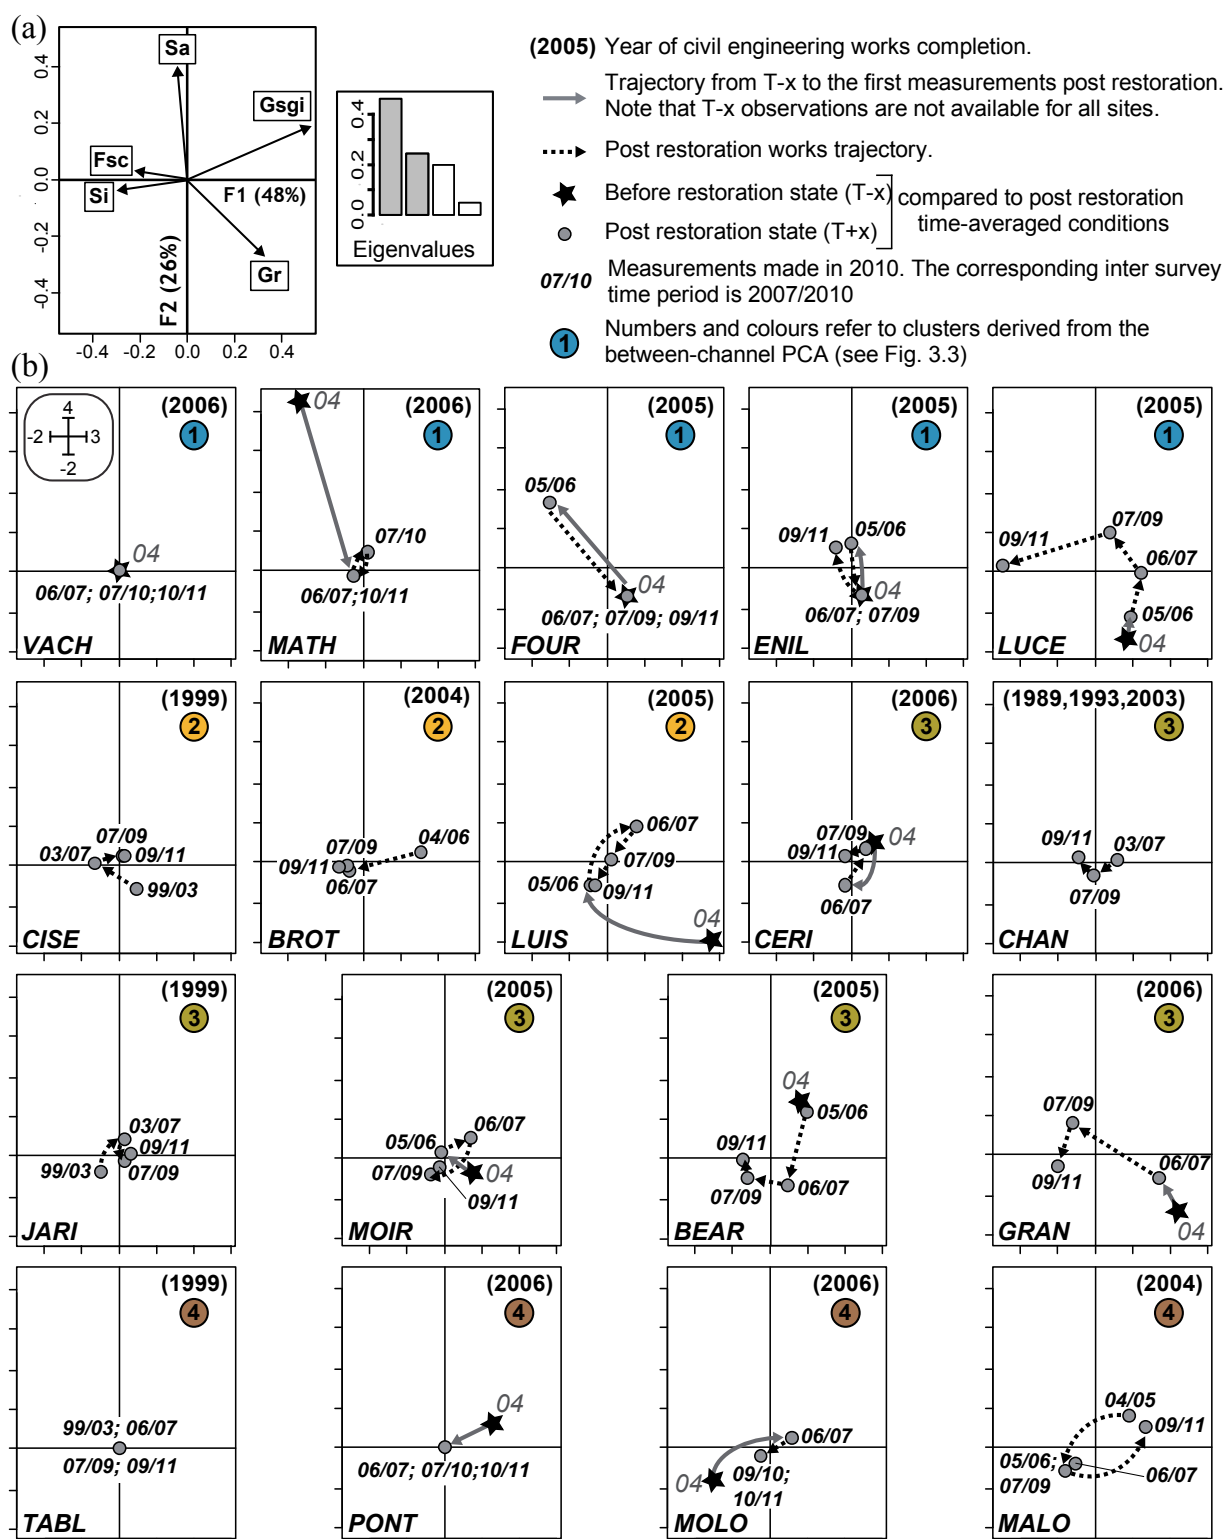 (a)
Sa
Gsgi
Fsc
Si
Gr
F1 (48%)
F2 (26%)
0.4
0.2
0.0
-0.2
-0.4
-0.4 -0.2 0.0 0.2 0.4
0.4
0.2
0.0
Eigenvalues
(2005) Year of civil engineering works completion.
Trajectory from T-x to the first measurements post restoration.
Note that T-x observations are not available for all sites.
Post restoration works trajectory.
Before restoration state (T-x)
Post restoration state (T+x)
compared to post restoration
time-averaged conditions
07/10 Measurements made in 2010. The corresponding inter survey
time period is 2007/2010
1 Numbers and colours refer to clusters derived from the
between-channel PCA (see Fig. 3.3)
(b)
4
-2 3
-2
(2006)
1
04
06/07; 07/10;10/11
VACH
04
(2006)
1
07/10
06/07;10/11
MATH
(2005)
1
05/06
04
06/07; 07/09; 09/11
FOUR
(2005)
1
09/11 05/06
04
06/07; 07/09
ENIL
(2005)
1
07/09
09/11
06/07
05/06
04
LUCE
(1999)
2
07/09
03/07 09/11
99/03
CISE
(2004)
2
07/09 04/06
09/11
06/07
BROT
(2005)
2
06/07
07/09
05/06 09/11
04
LUIS
(2006)
3
07/09 04
09/11
06/07
CERI
(1989,1993,2003)
3
09/11 03/07
07/09
CHAN
(1999)
3
03/07
09/11
99/03 07/09
JARI
(2005)
3
06/07
05/06
07/09 04
09/11
MOIR
(2005)
3
04
05/06
09/11
07/09 06/07
BEAR
(2006)
3
07/09
06/07
09/11
04
GRAN
(1999)
4
99/03; 06/07
07/09; 09/11
TABL
(2006)
4
04
06/07; 07/10;10/11
PONT
(2006)
4
06/07
04 09/10;
10/11
MOLO
(2004)
4
04/05
09/11
05/06;
07/09 06/07
MALO